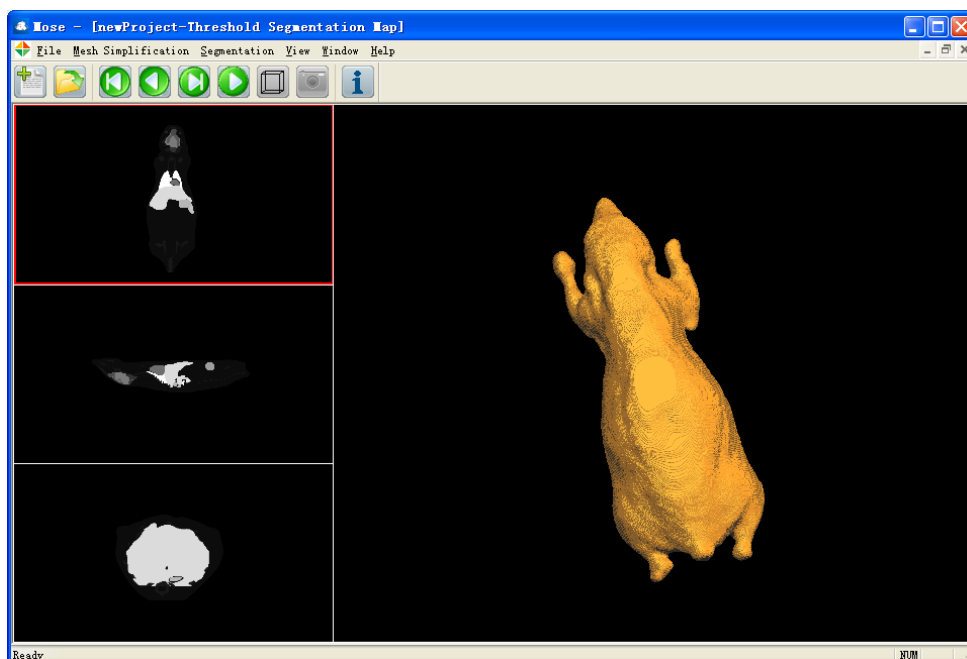 Mose - [newProject-Threshold Segmentation Map]
File Mesh Simplification Segmentation View Window Help
Ready NUM